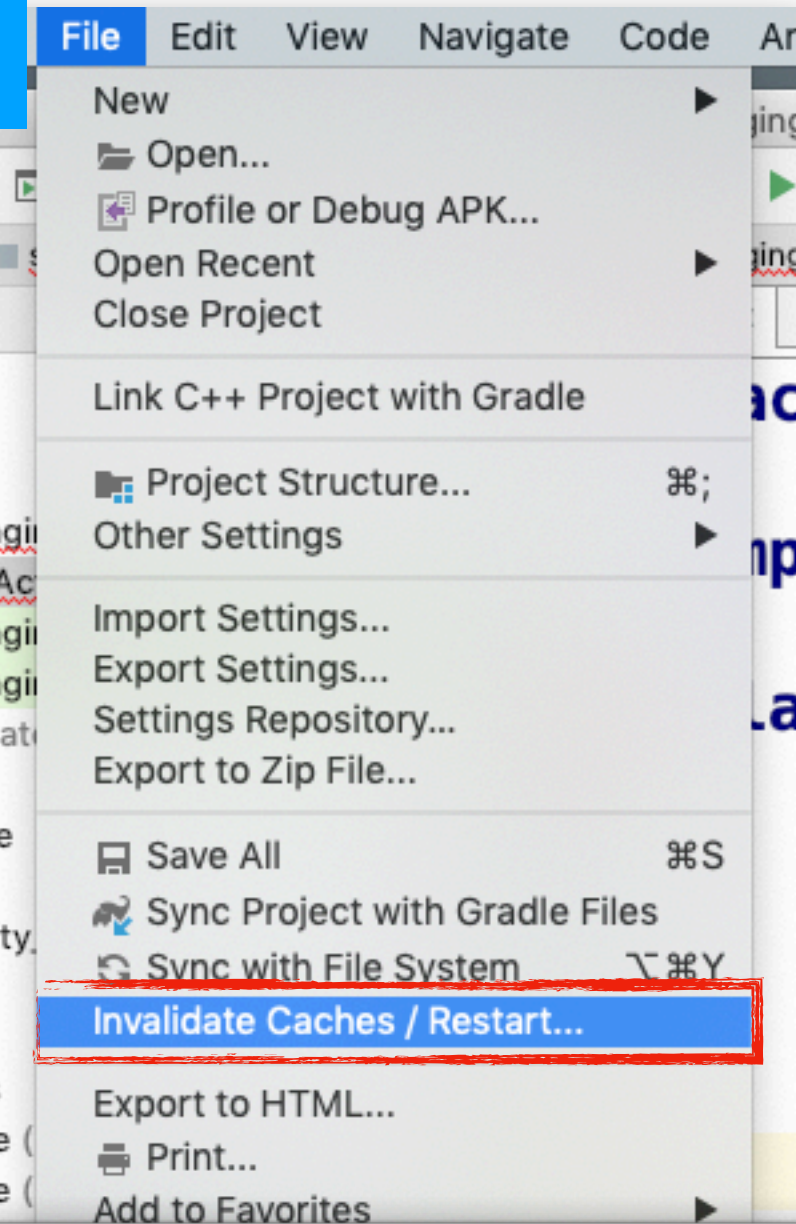 File Edit View Navigate Code
New
Open...
Profile or Debug APK...
Open Recent
Close Project
Link C++ Project with Gradle
Project Structure... ⌘;
Other Settings
Import Settings...
Export Settings...
Settings Repository...
Export to Zip File...
Save All ⌘S
Sync Project with Gradle Files
Sync with File System ⌥⌘Y
Invalidate Caches / Restart...
Export to HTML...
Print...
Add to Favorites